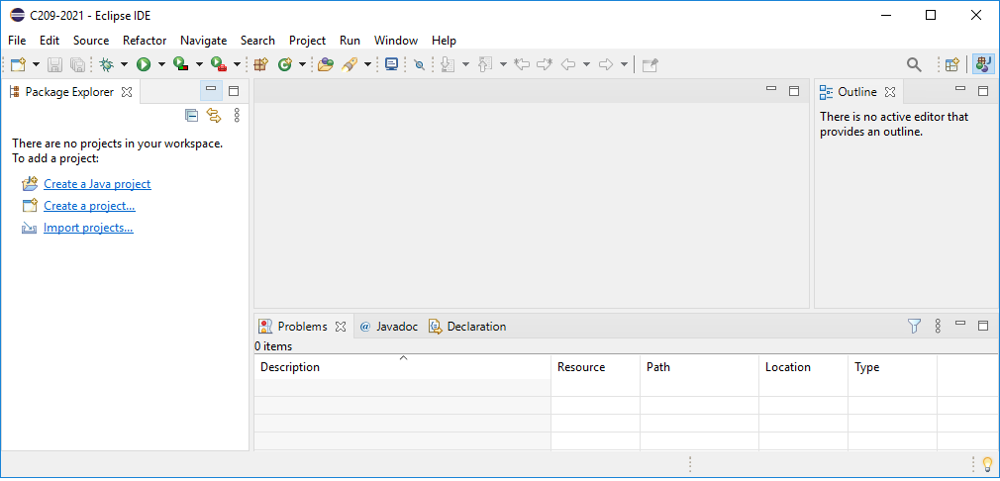 C209-2021 - Eclipse IDE
File Edit Source Refactor Navigate Search Project Run Window Help
Package Explorer
There are no projects in your workspace.
To add a project:
Create a Java project
Create a project...
Import projects...
Outline
There is no active editor that
provides an outline.
Problems @ Javadoc Declaration
0 items
Description Resource Path Location Type